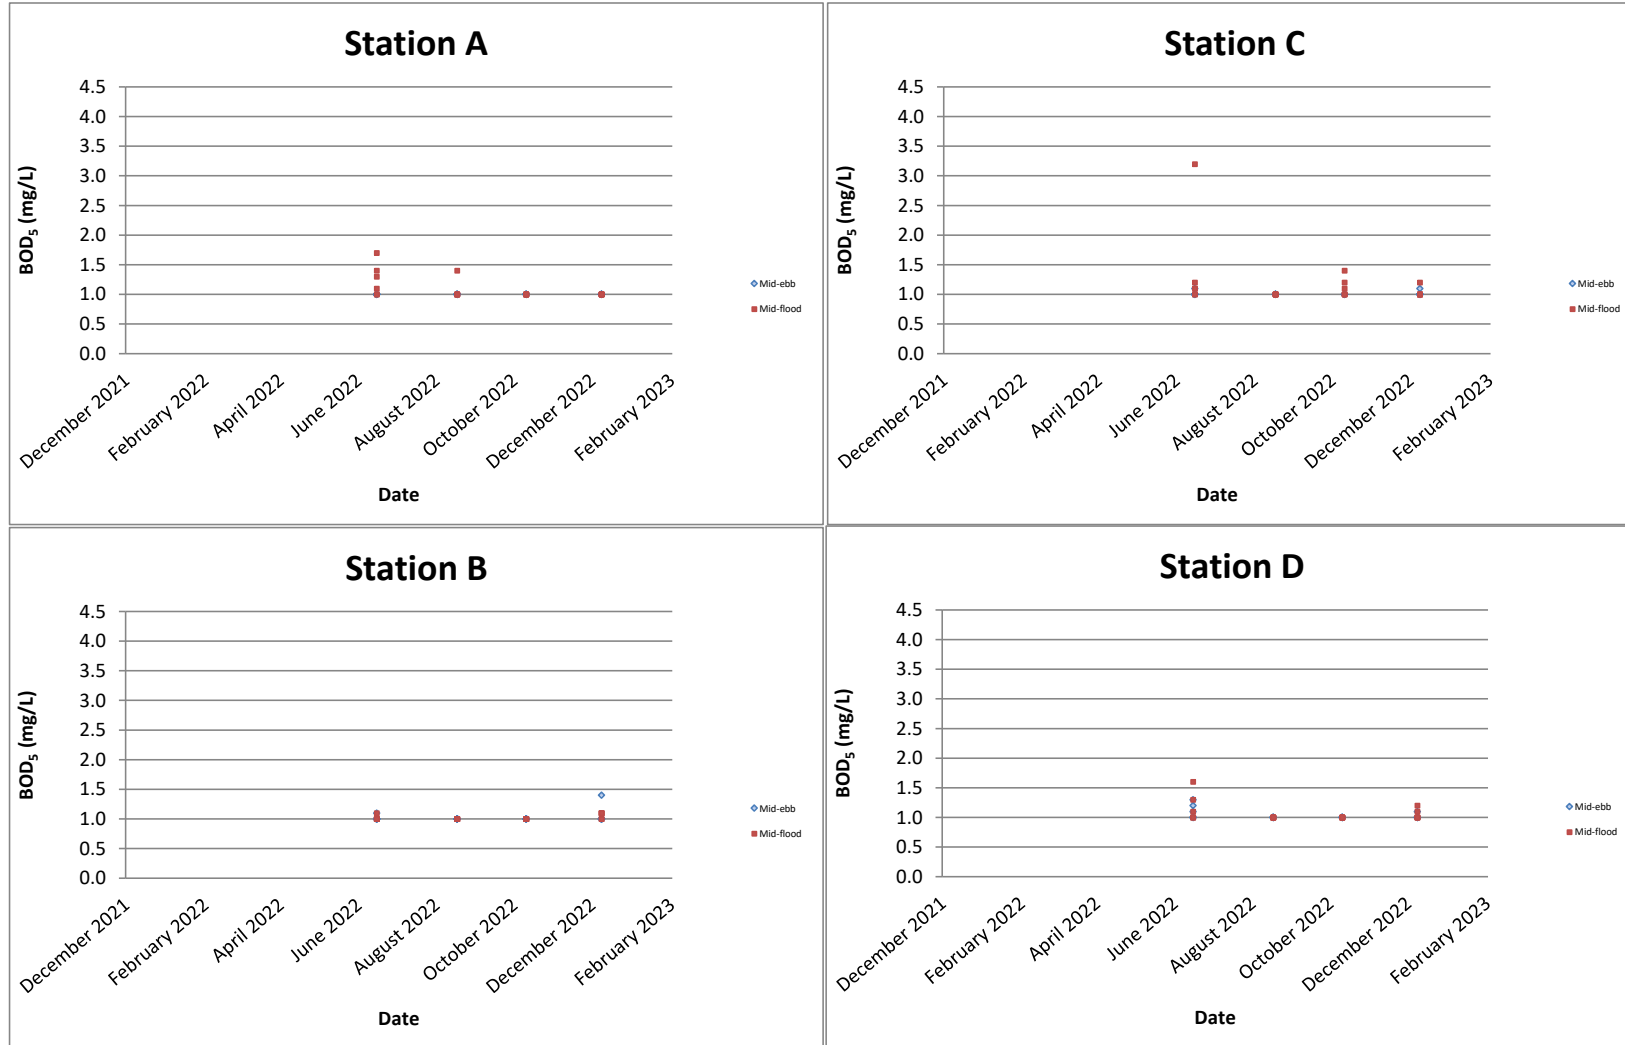 Station A
4.5
4.0
3.5
3.0
2.5
2.0
1.5
1.0
0.5
0.0
BOD5 (mg/L)
December 2021
February 2022
April 2022
June 2022
August 2022
October 2022
December 2022
February 2023
Date
Mid-ebb
Mid-flood
Station C
4.5
4.0
3.5
3.0
2.5
2.0
1.5
1.0
0.5
0.0
BOD5 (mg/L)
December 2021
February 2022
April 2022
June 2022
August 2022
October 2022
December 2022
February 2023
Date
Mid-ebb
Mid-flood
Station B
4.5
4.0
3.5
3.0
2.5
2.0
1.5
1.0
0.5
0.0
BOD5 (mg/L)
December 2021
February 2022
April 2022
June 2022
August 2022
October 2022
December 2022
February 2023
Date
Mid-ebb
Mid-flood
Station D
4.5
4.0
3.5
3.0
2.5
2.0
1.5
1.0
0.5
0.0
BOD5 (mg/L)
December 2021
February 2022
April 2022
June 2022
August 2022
October 2022
December 2022
February 2023
Date
Mid-ebb
Mid-flood